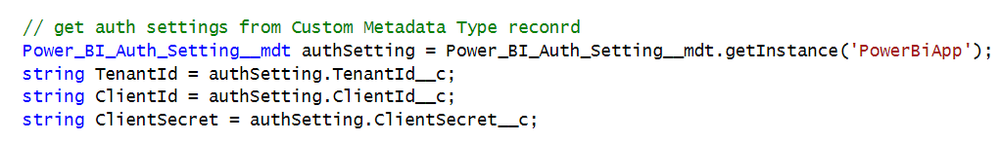 // get auth settings from Custom Metadata Type reconrd
Power_BI_Auth_Setting__mdt authSetting = Power_BI_Auth_Setting__mdt.getInstance('PowerBiApp');
string TenantId = authSetting.TenantId__c;
string ClientId = authSetting.ClientId__c;
string ClientSecret = authSetting.ClientSecret__c;